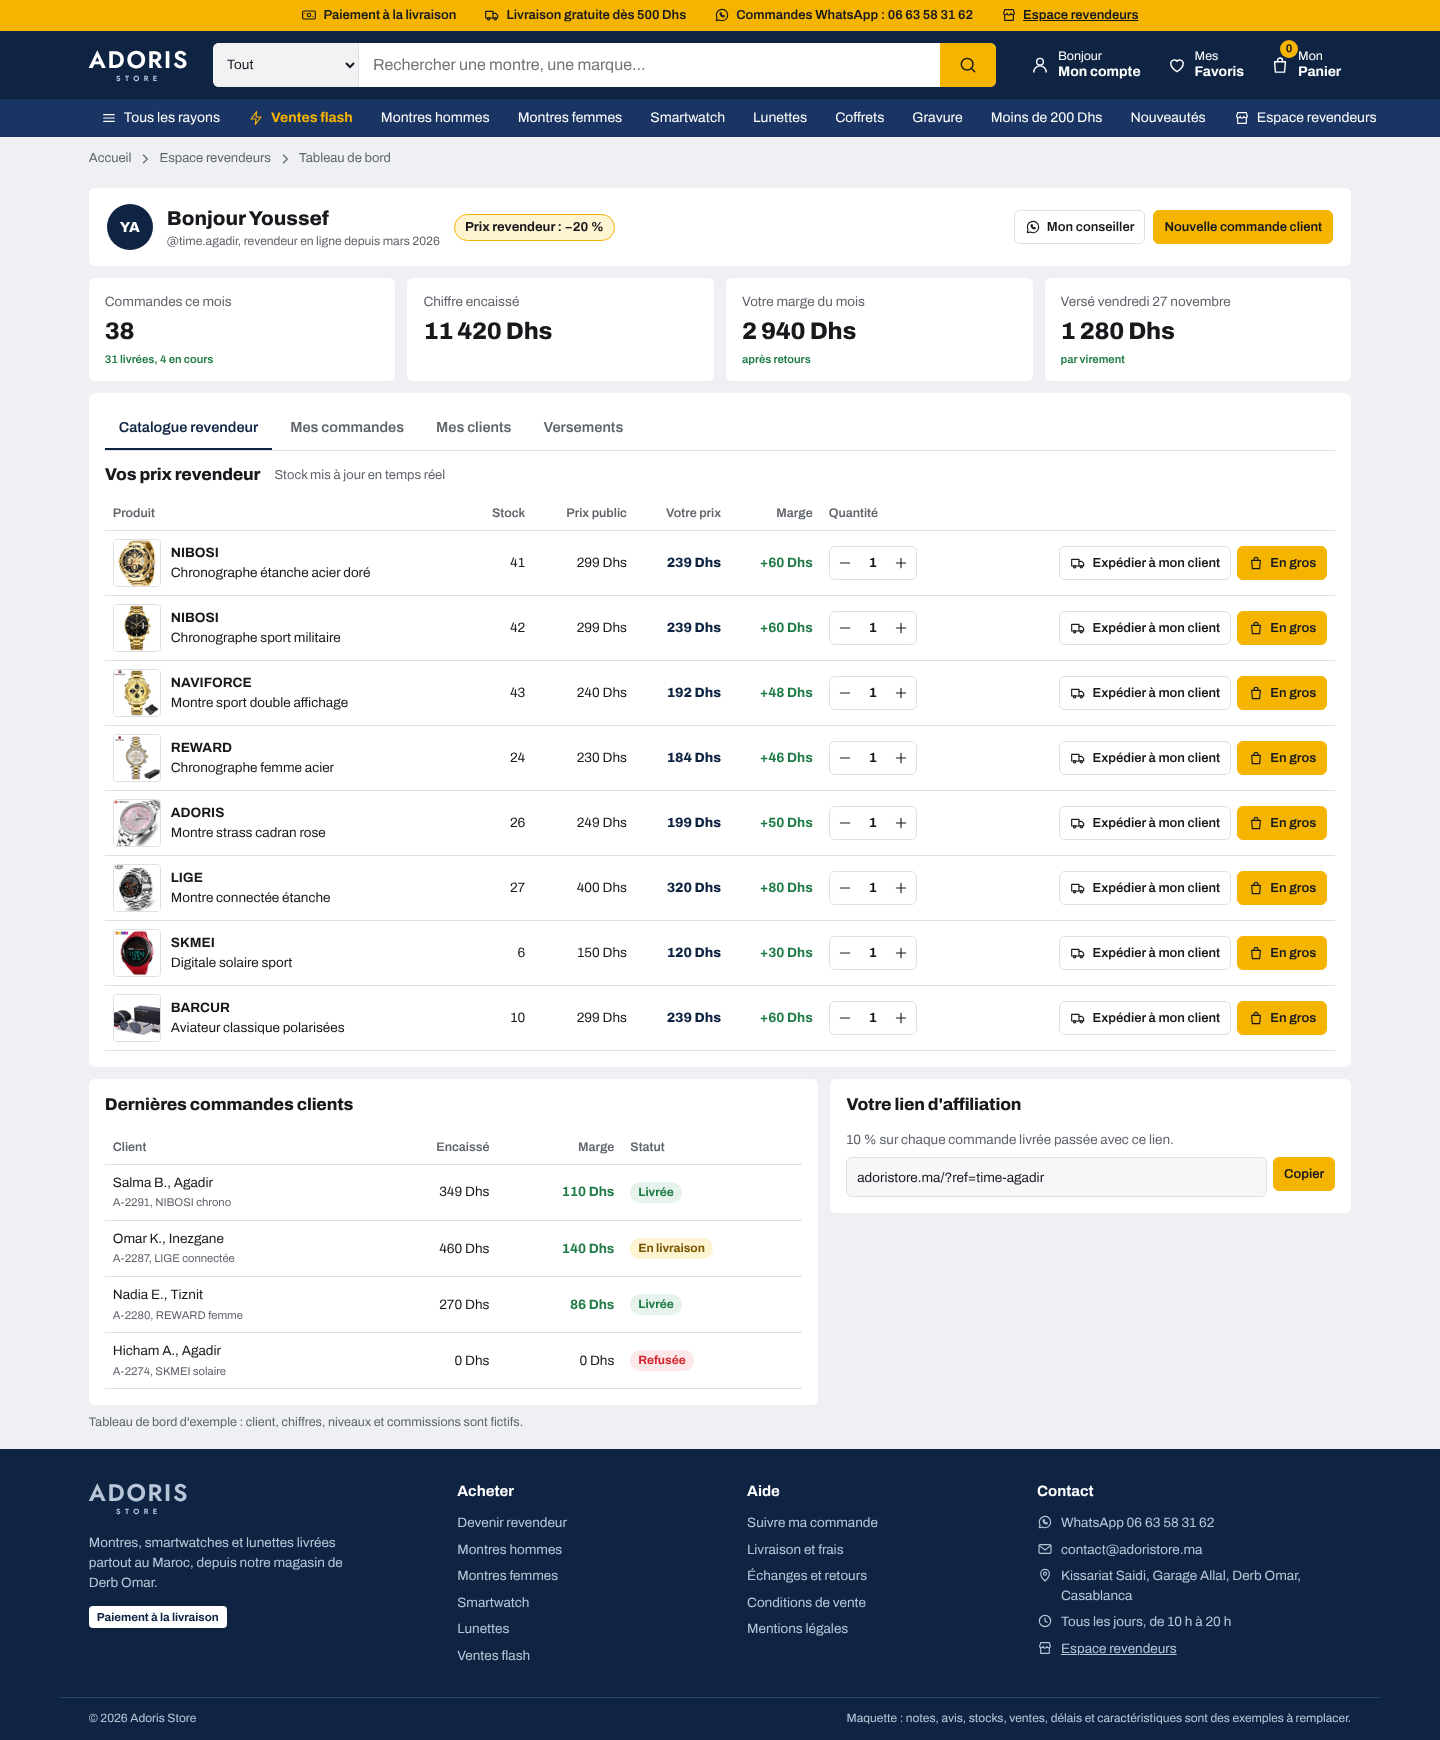 Paiement à la livraison
Livraison gratuite dès 500 Dhs
Commandes WhatsApp : 06 63 58 31 62
Espace revendeurs
ADORIS
STORE
Tout
Rechercher une montre, une marque...
Bonjour
Mon compte
Mes
Favoris
0
Mon
Panier
Tous les rayons
Ventes flash
Montres hommes
Montres femmes
Smartwatch
Lunettes
Coffrets
Gravure
Moins de 200 Dhs
Nouveautés
Espace revendeurs
Accueil
Espace revendeurs
Tableau de bord
YA
Bonjour Youssef
@time.agadir, revendeur en ligne depuis mars 2026
Prix revendeur : −20 %
Mon conseiller
Nouvelle commande client
Commandes ce mois
38
31 livrées, 4 en cours
Chiffre encaissé
11 420 Dhs
Votre marge du mois
2 940 Dhs
après retours
Versé vendredi 27 novembre
1 280 Dhs
par virement
Catalogue revendeur
Mes commandes
Mes clients
Versements
Vos prix revendeur
Stock mis à jour en temps réel
Produit Stock Prix public Votre prix Marge Quantité
NIBOSI
Chronographe étanche acier doré
41 299 Dhs 239 Dhs +60 Dhs 1 Expédier à mon client En gros
NIBOSI
Chronographe sport militaire
42 299 Dhs 239 Dhs +60 Dhs 1 Expédier à mon client En gros
NAVIFORCE
Montre sport double affichage
43 240 Dhs 192 Dhs +48 Dhs 1 Expédier à mon client En gros
REWARD
Chronographe femme acier
24 230 Dhs 184 Dhs +46 Dhs 1 Expédier à mon client En gros
ADORIS
Montre strass cadran rose
26 249 Dhs 199 Dhs +50 Dhs 1 Expédier à mon client En gros
LIGE
Montre connectée étanche
27 400 Dhs 320 Dhs +80 Dhs 1 Expédier à mon client En gros
SKMEI
Digitale solaire sport
6 150 Dhs 120 Dhs +30 Dhs 1 Expédier à mon client En gros
BARCUR
Aviateur classique polarisées
10 299 Dhs 239 Dhs +60 Dhs 1 Expédier à mon client En gros
Dernières commandes clients
Client Encaissé Marge Statut
Salma B., Agadir
A-2291, NIBOSI chrono
349 Dhs 110 Dhs Livrée
Omar K., Inezgane
A-2287, LIGE connectée
460 Dhs 140 Dhs En livraison
Nadia E., Tiznit
A-2280, REWARD femme
270 Dhs 86 Dhs Livrée
Hicham A., Agadir
A-2274, SKMEI solaire
0 Dhs 0 Dhs Refusée
Votre lien d'affiliation
10 % sur chaque commande livrée passée avec ce lien.
adoristore.ma/?ref=time-agadir
Copier
Tableau de bord d'exemple : client, chiffres, niveaux et commissions sont fictifs.
ADORIS
STORE
Montres, smartwatches et lunettes livrées
partout au Maroc, depuis notre magasin de
Derb Omar.
Paiement à la livraison
Acheter
Devenir revendeur
Montres hommes
Montres femmes
Smartwatch
Lunettes
Ventes flash
Aide
Suivre ma commande
Livraison et frais
Échanges et retours
Conditions de vente
Mentions légales
Contact
WhatsApp 06 63 58 31 62
contact@adoristore.ma
Kissariat Saidi, Garage Allal, Derb Omar,
Casablanca
Tous les jours, de 10 h à 20 h
Espace revendeurs
© 2026 Adoris Store
Maquette : notes, avis, stocks, ventes, délais et caractéristiques sont des exemples à remplacer.